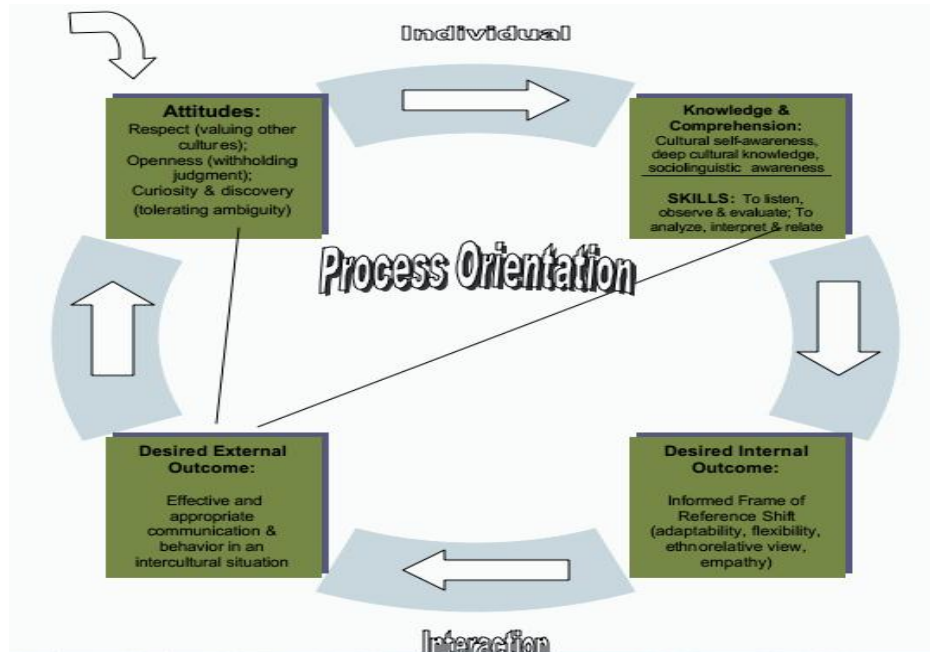 Individual
Attitudes:
Respect (valuing other
cultures);
Openness (withholding
judgment);
Curiosity & discovery
(tolerating ambiguity)
Knowledge &
Comprehension:
Cultural self-awareness,
deep cultural knowledge,
sociolinguistic awareness
SKILLS: To listen,
observe & evaluate; To
analyze, interpret & relate
Process Orientation
Desired External
Outcome:
Effective and
appropriate
communication &
behavior in an
intercultural situation
Desired Internal
Outcome:
Informed Frame of
Reference Shift
(adaptability, flexibility,
ethnorelative view,
empathy)
Interaction